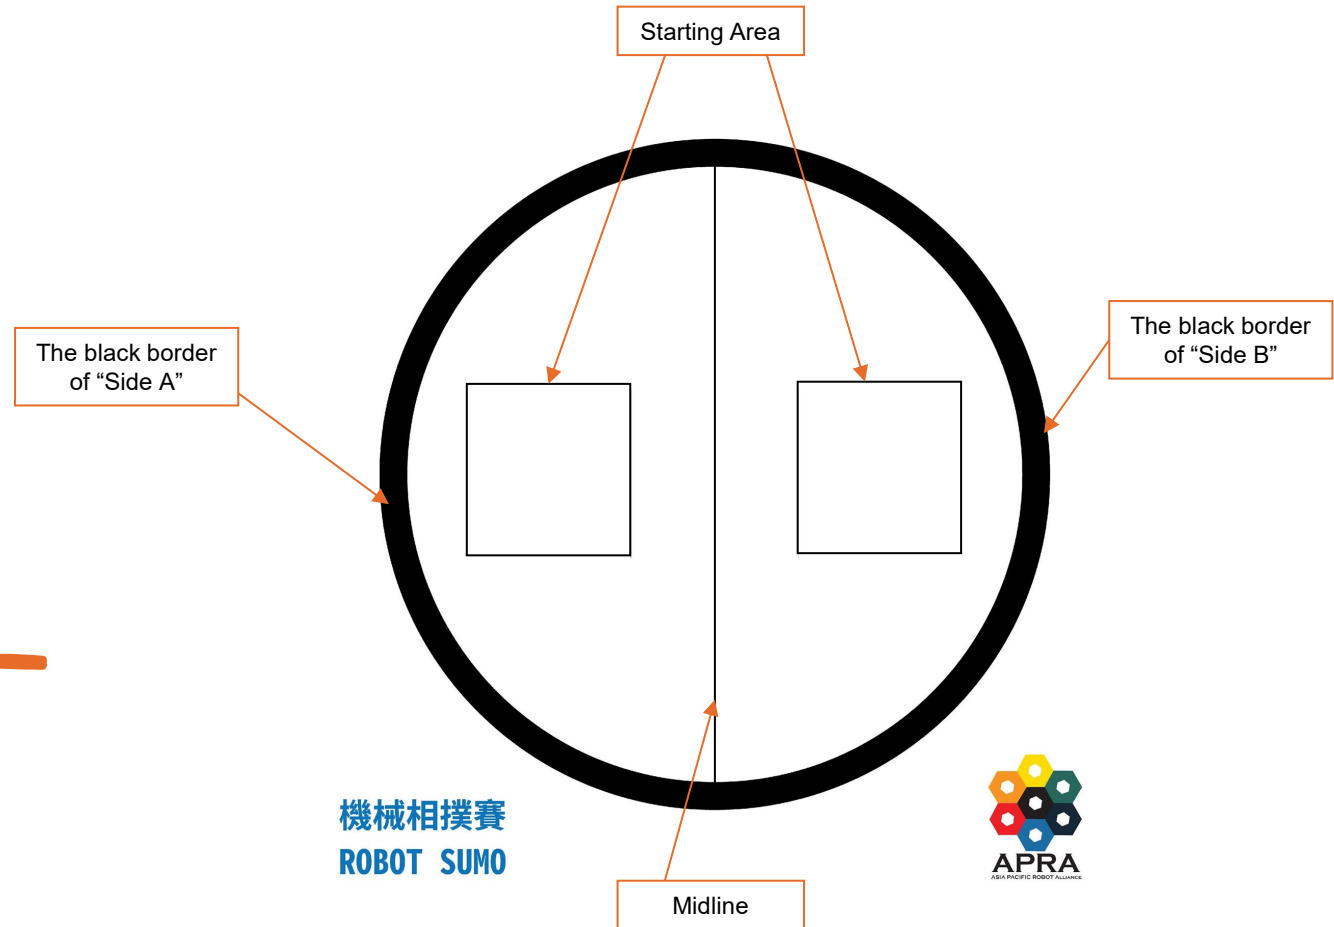 Starting Area
The black border
of “Side A”
The black border
of “Side B”
機械相撲賽
ROBOT SUMO
APRA
ASIA PACIFIC ROBOT ALLIANCE
Midline